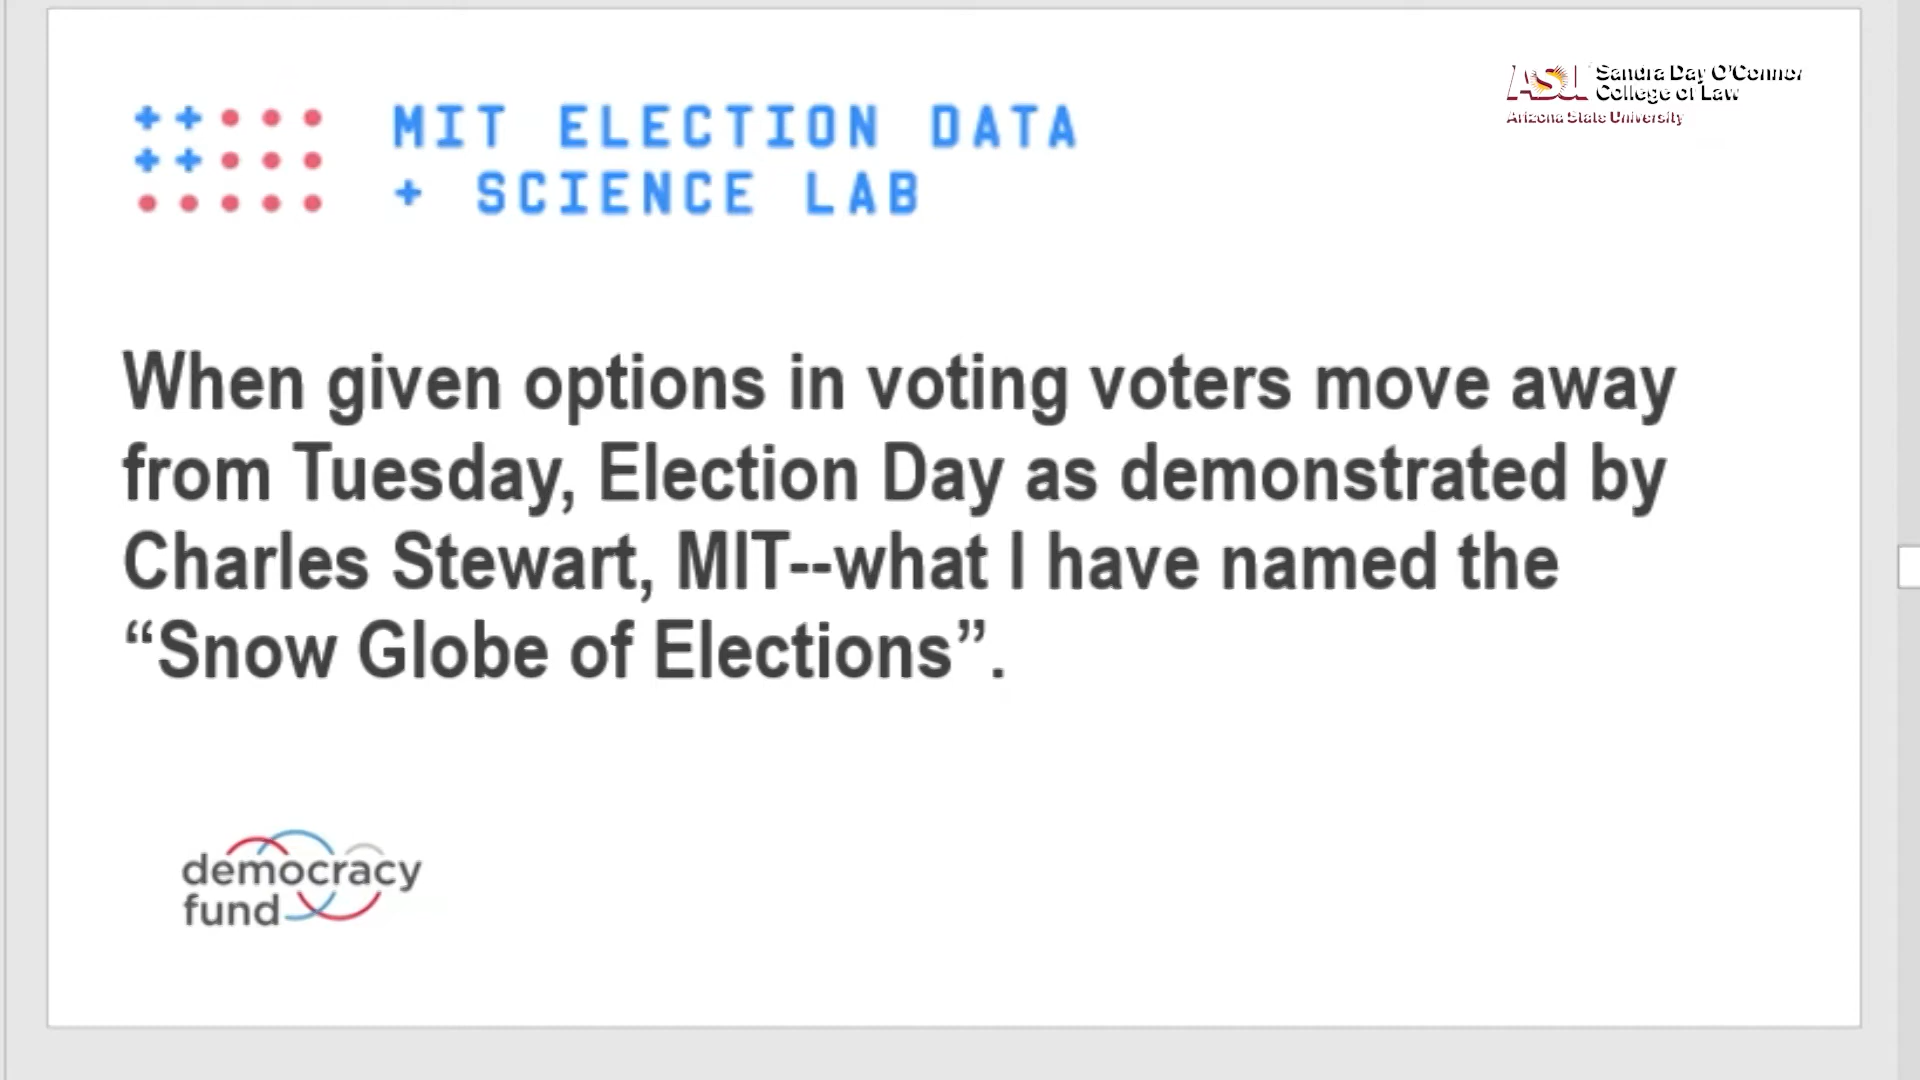 MIT ELECTION DATA
+ SCIENCE LAB
ASU Sandra Day O'Connor
College of Law
Arizona State University
When given options in voting voters move away
from Tuesday, Election Day as demonstrated by
Charles Stewart, MIT--what I have named the
“Snow Globe of Elections”.
democracy
fund